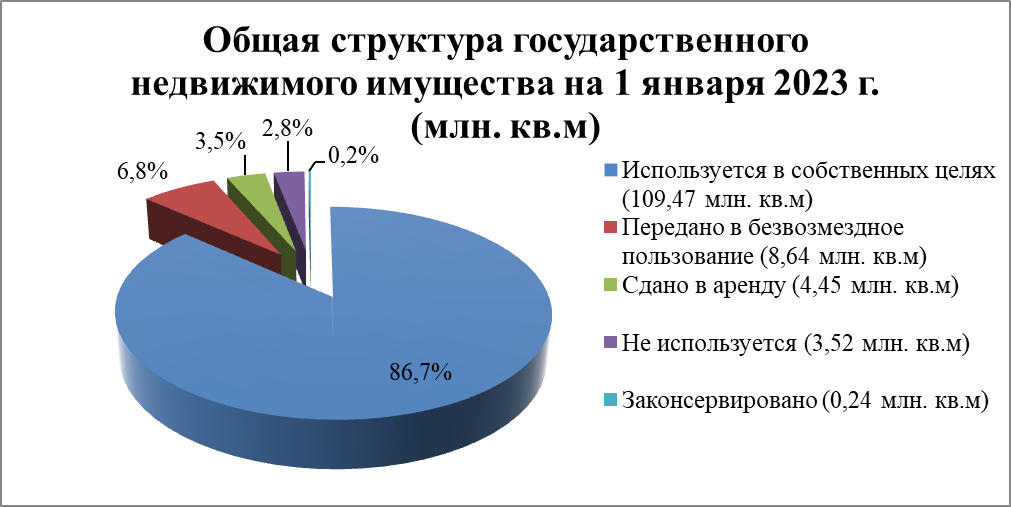 Общая структура государственного
недвижимого имущества на 1 января 2023 г.
(млн. кв.м)
6,8%
3,5%
2,8%
0,2%
86,7%
Используется в собственных целях
(109,47 млн. кв.м)
Передано в безвозмездное
пользование (8,64 млн. кв.м)
Сдано в аренду (4,45 млн. кв.м)
Не используется (3,52 млн. кв.м)
Законсервировано (0,24 млн. кв.м)